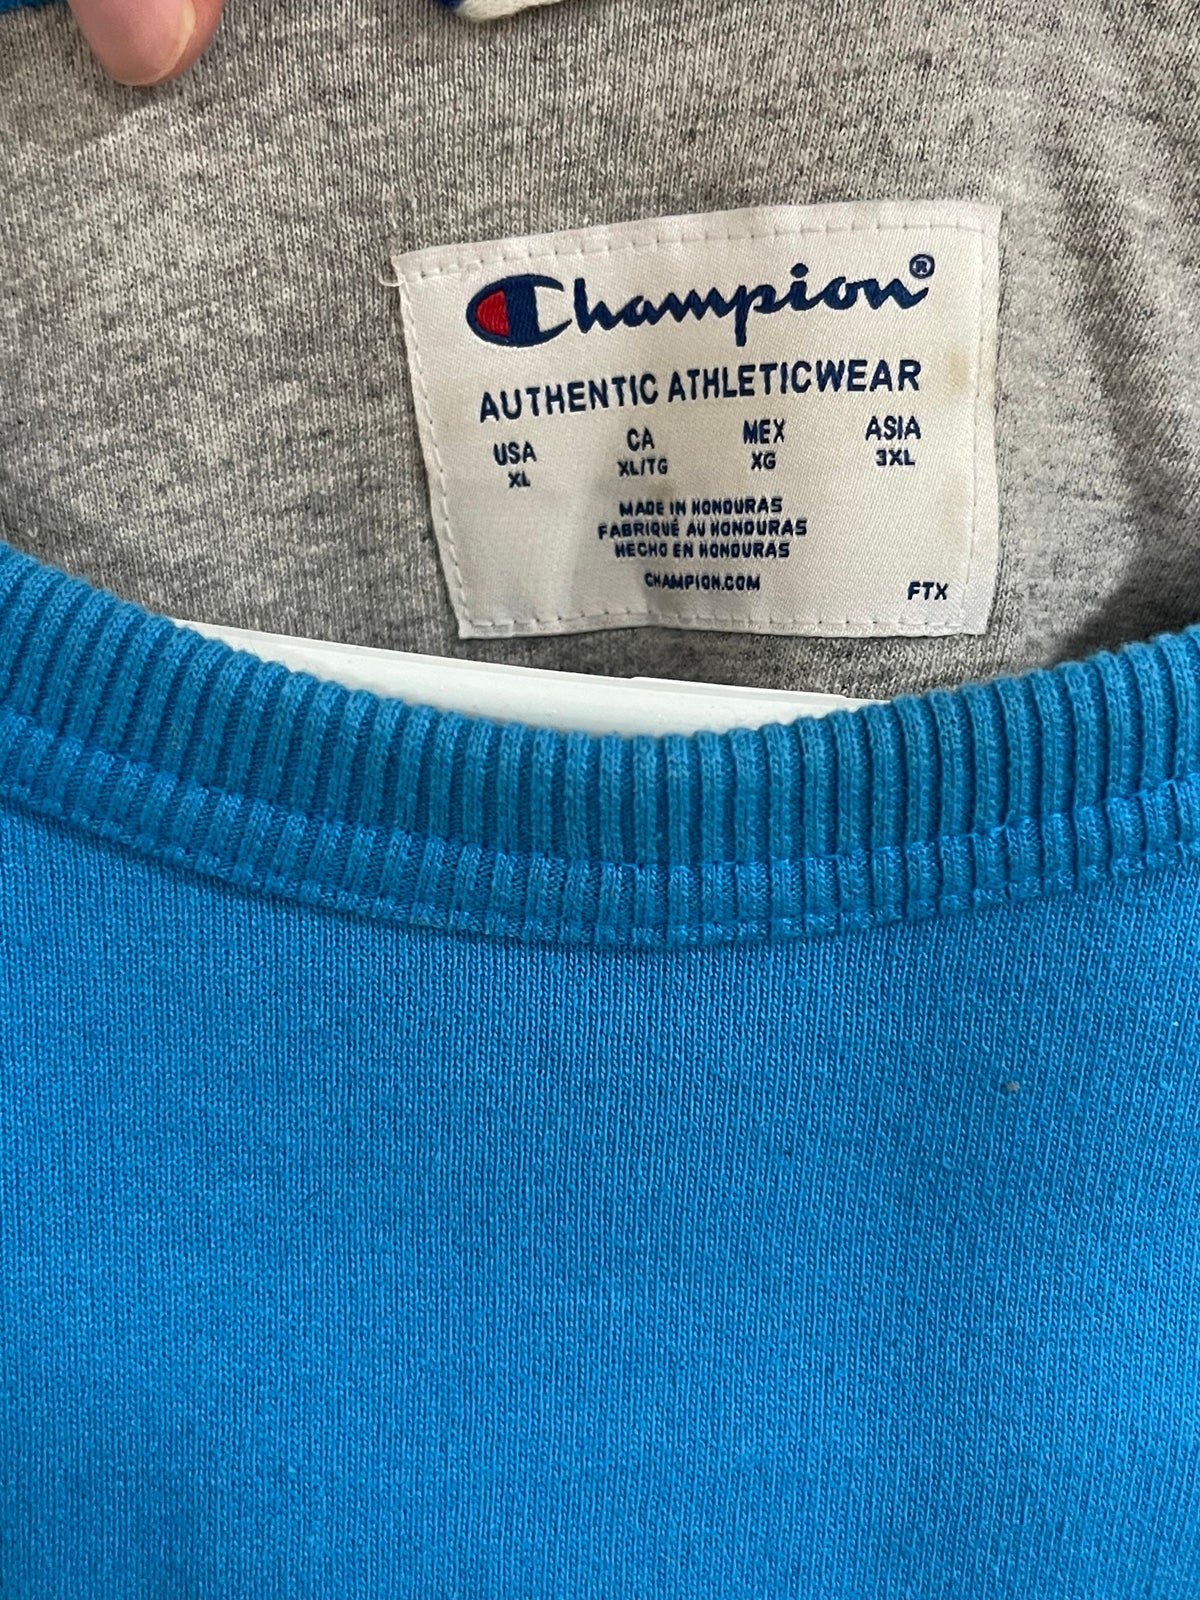 Champion®
AUTHENTIC ATHLETICWEAR
USA CA MEX ASIA
XL XL/TG XG 3XL
MADE IN HONDURAS
FABRIQUÉ AU HONDURAS
HECHO EN HONDURAS
CHAMPION.COM
FTX